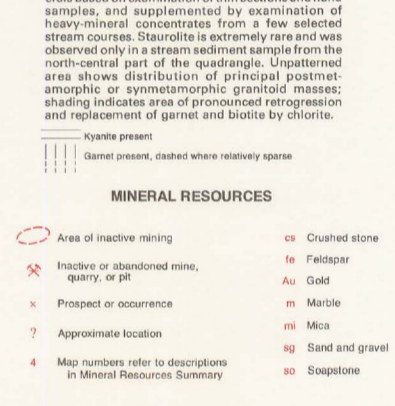 samples, and supplemented by examination of
heavy-mineral concentrates from a few selected
stream courses. Staurolite is extremely rare and was
observed only in a stream sediment sample from the
north-central part of the quadrangle. Unpatterned
area shows distribution of principal postmet-
amorphic or synmetamorphic granitoid masses;
shading indicates area of pronounced retrogression
and replacement of garnet and biotite by chlorite.
Kyanite present
Garnet present, dashed where relatively sparse
MINERAL RESOURCES
Area of inactive mining
Inactive or abandoned mine,
quarry, or pit
x Prospect or occurrence
? Approximate location
4 Map numbers refer to descriptions
in Mineral Resources Summary
cs Crushed stone
fe Feldspar
Au Gold
m Marble
mi Mica
sg Sand and gravel
so Soapstone